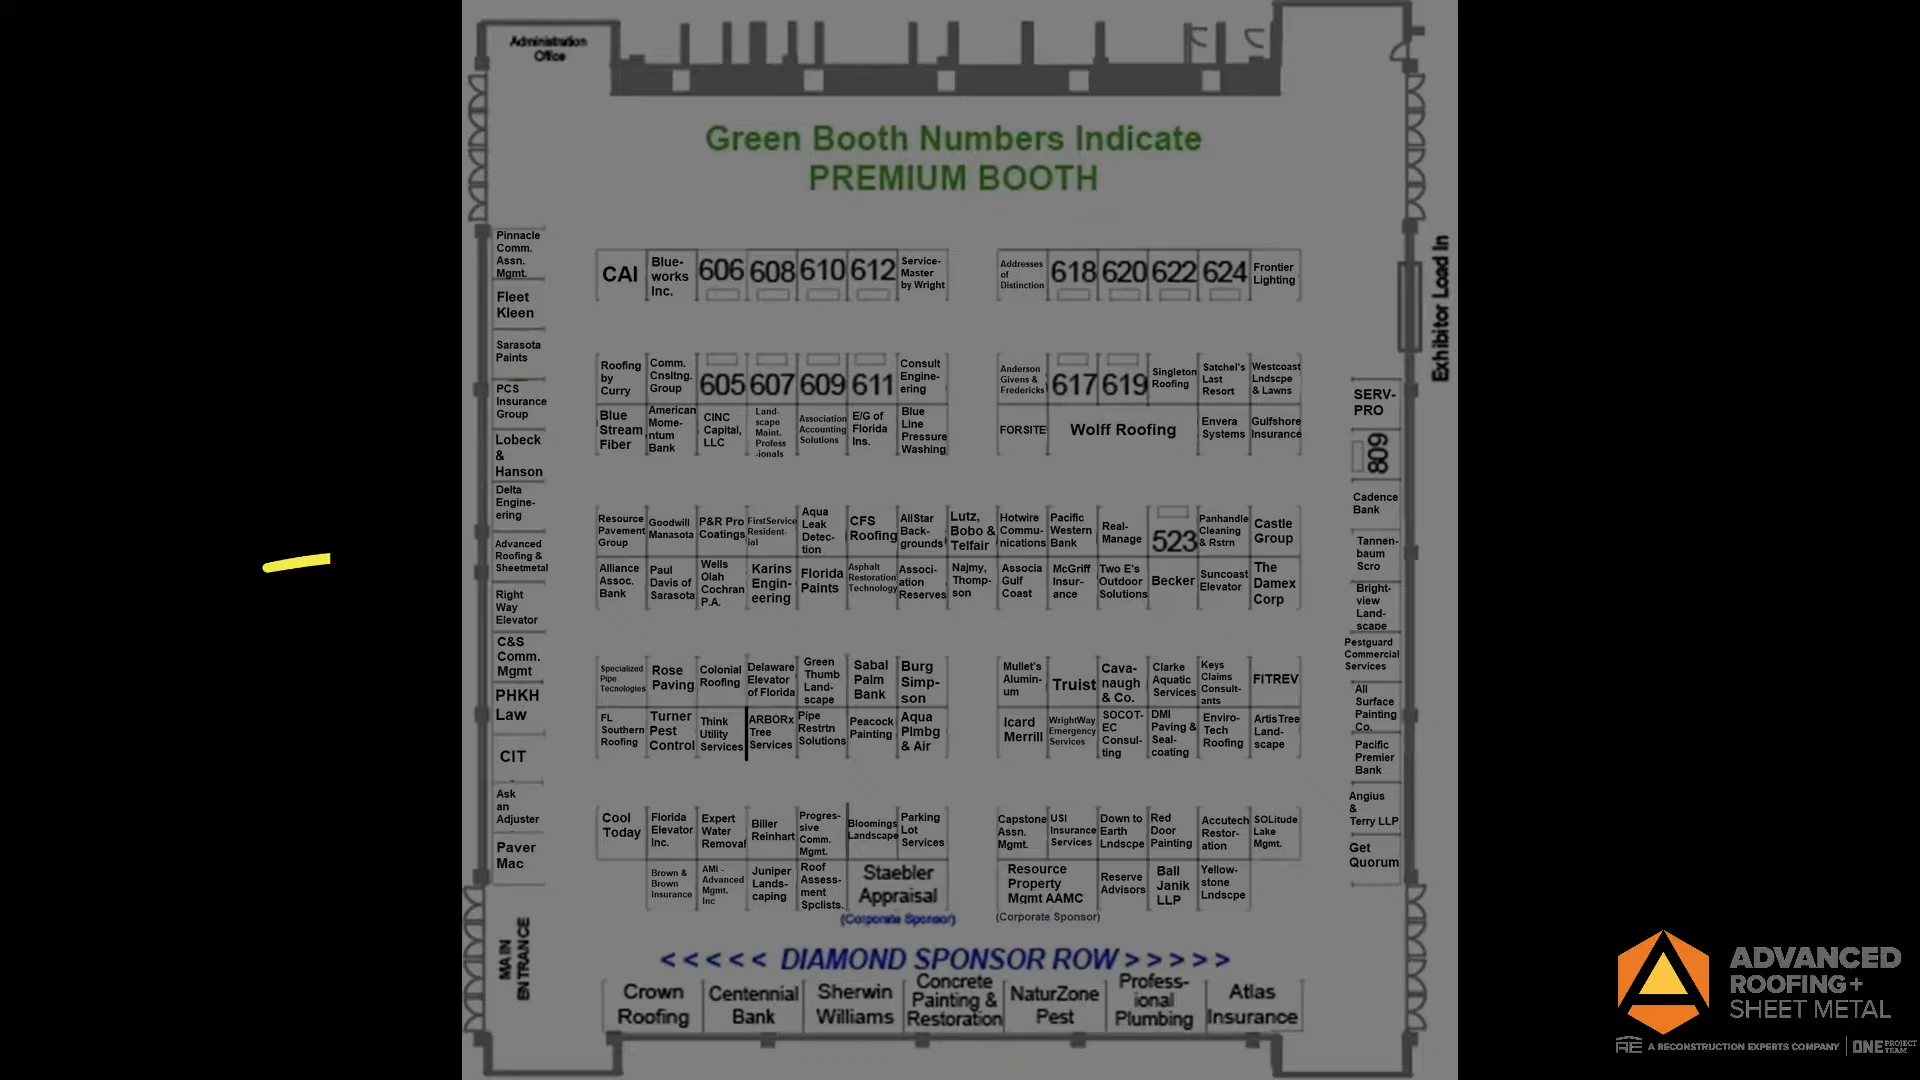 Administration
Office
Green Booth Numbers Indicate
PREMIUM BOOTH
Exhibitor Load In
Pinnacle
Comm.
Assn.
Mgmt.
Fleet
Kleen
Sarasota
Paints
PCS
Insurance
Group
Lobeck
&
Hanson
Delta
Engine-
ering
Advanced
Roofing &
Sheetmetal
Right
Way
Elevator
C&S
Comm.
Mgmt
PHKH
Law
CIT
Ask
an
Adjuster
Paver
Mac
MAIN
ENTRANCE
CAI
Blue-
works
Inc.
606
608
610
612
Service-
Master
by Wright
Addresses
of
Distinction
618
620
622
624
Frontier
Lighting
Roofing
by
Curry
Comm.
Cnsltng.
Group
605
607
609
611
Consult
Engine-
ering
Anderson
Givens &
Fredericks
617
619
Singleton
Roofing
Satchel's
Last
Resort
Westcoast
Lndscpe
& Lawns
Blue
Stream
Fiber
American
Mome-
ntum
Bank
CINC
Capital,
LLC
Land-
scape
Maint.
Profess
-ionals
Association
Accounting
Solutions
E/G of
Florida
Ins.
Blue
Line
Pressure
Washing
FORSITE
Wolff Roofing
Envera
Systems
Gulfshore
Insurance
Resource
Pavement
Group
Goodwill
Manasota
P&R Pro
Coatings
FirstService
Resident-
ial
Aqua
Leak
Detec-
tion
CFS
Roofing
AllStar
Back-
grounds
Lutz,
Bobo &
Telfair
Hotwire
Commu-
nications
Pacific
Western
Bank
Real-
Manage
523
Panhandle
Cleaning
& Rstrn
Castle
Group
Alliance
Assoc.
Bank
Paul
Davis of
Sarasota
Wells
Olah
Cochran
P.A.
Karins
Engin-
eering
Florida
Paints
Asphalt
Restoration
Technology
Associ-
ation
Reserves
Najmy,
Thomp-
son
Associa
Gulf
Coast
McGriff
Insur-
ance
Two E's
Outdoor
Solutions
Becker
Suncoast
Elevator
The
Damex
Corp
Specialized
Pipe
Tecnologies
Rose
Paving
Colonial
Roofing
Delaware
Elevator
of Florida
Green
Thumb
Land-
scape
Sabal
Palm
Bank
Burg
Simp-
son
Mullet's
Alumin-
um
Truist
Cava-
naugh
& Co.
Clarke
Aquatic
Services
Keys
Claims
Consult-
ants
FITREV
FL
Southern
Roofing
Turner
Pest
Control
Think
Utility
Services
ARBORx
Tree
Services
Pipe
Restrtn
Solutions
Peacock
Painting
Aqua
Plmbg
& Air
Icard
Merrill
WrightWay
Emergency
Services
SOCOT-
EC
Consul-
ting
DMI
Paving &
Seal-
coating
Enviro-
Tech
Roofing
ArtisTree
Land-
scape
Cool
Today
Florida
Elevator
Inc.
Expert
Water
Removal
Biller
Reinhart
Progres-
sive
Comm.
Mgmt.
Bloomings
Landscape
Parking
Lot
Services
Capstone
Assn.
Mgmt.
USI
Insurance
Services
Down to
Earth
Lndscpe
Red
Door
Painting
Accutech
Restor-
ation
SOLitude
Lake
Mgmt.
Brown &
Brown
Insurance
AMI -
Advanced
Mgmt.
Inc
Juniper
Lands-
caping
Roof
Assess-
ment
Spclists.
Staebler
Appraisal
(Corporate Sponsor)
Resource
Property
Mgmt AAMC
(Corporate Sponsor)
Reserve
Advisors
Ball
Janik
LLP
Yellow-
stone
Lndscpe
<<<<< DIAMOND SPONSOR ROW >>>>>
Crown
Roofing
Centennial
Bank
Sherwin
Williams
Concrete
Painting &
Restoration
NaturZone
Pest
Profess-
ional
Plumbing
Atlas
Insurance
SERV-
PRO
809
Cadence
Bank
Tannen-
baum
Scro
Bright-
view
Land-
scape
Pestguard
Commercial
Services
All
Surface
Painting
Co.
Pacific
Premier
Bank
Angius
&
Terry LLP
Get
Quorum
ADVANCED
ROOFING+
SHEET METAL
A RECONSTRUCTION EXPERTS COMPANY
ONE PROJECT TEAM